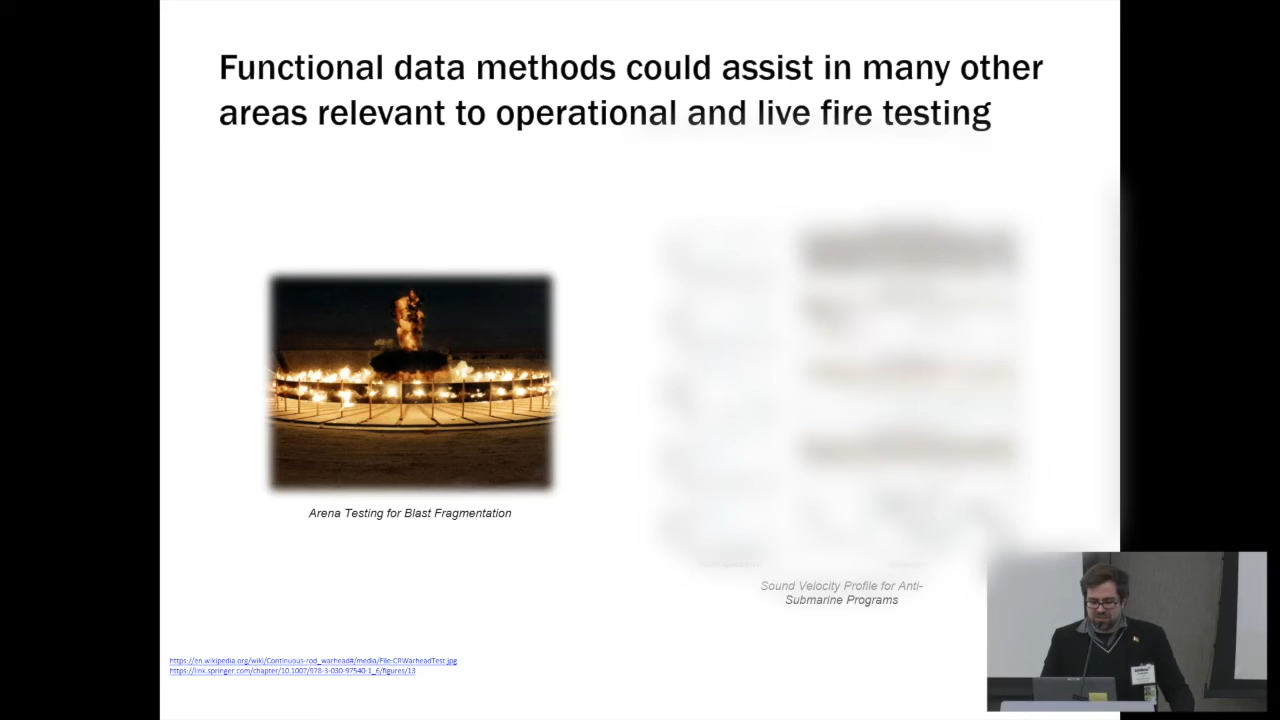 Functional data methods could assist in many other
areas relevant to operational and live fire testing
Arena Testing for Blast Fragmentation
Sound Velocity Profile for Anti-
Submarine Programs
https://en.wikipedia.org/wiki/Continuous-rod_warhead#/media/File:CRWarheadTest.jpg
https://link.springer.com/chapter/10.1007/978-3-030-97540-1_6/figures/13